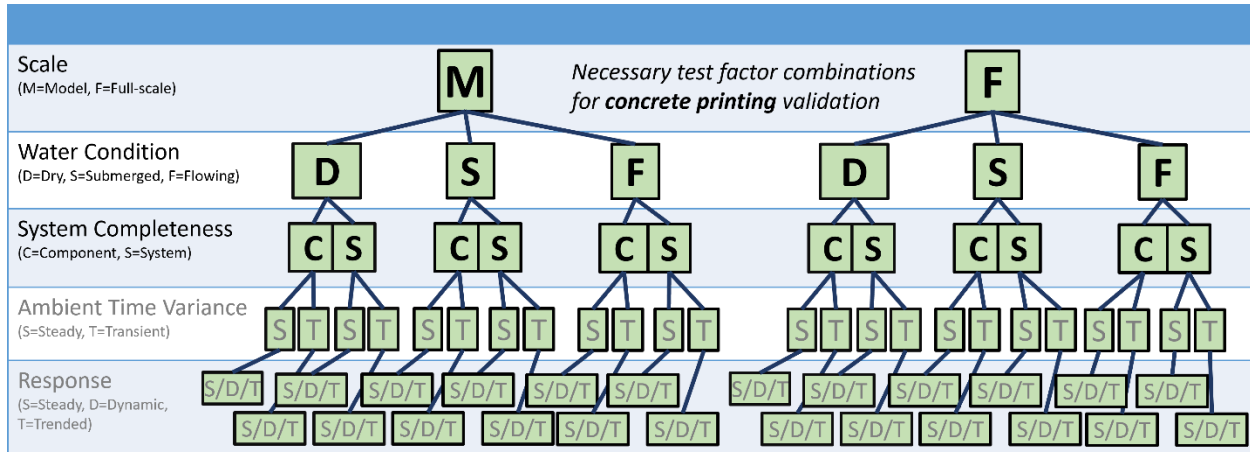 Scale
(M=Model, F=Full-scale)
M
Necessary test factor combinations
for concrete printing validation
F
Water Condition
(D=Dry, S=Submerged, F=Flowing)
D S F D S F
System Completeness
(C=Component, S=System)
C S C S C S C S C S C S
Ambient Time Variance
(S=Steady, T=Transient)
S T S T S T S T S T S T S T S T S T S T S T S T
Response
(S=Steady, D=Dynamic,
T=Trended)
S/D/T S/D/T S/D/T S/D/T S/D/T S/D/T S/D/T S/D/T S/D/T S/D/T S/D/T S/D/T
S/D/T S/D/T S/D/T S/D/T S/D/T S/D/T S/D/T S/D/T S/D/T S/D/T S/D/T S/D/T